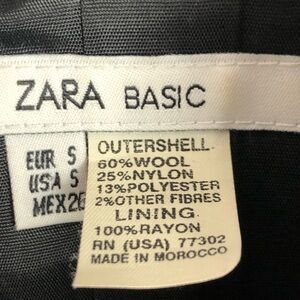 ZARA BASIC
EUR S
USA S
MEX26
OUTERSHELL
60%WOOL
25%NYLON
13%POLYESTER
2%OTHER FIBRES
LINING
100%RAYON
RN (USA) 77302
MADE IN MOROCCO